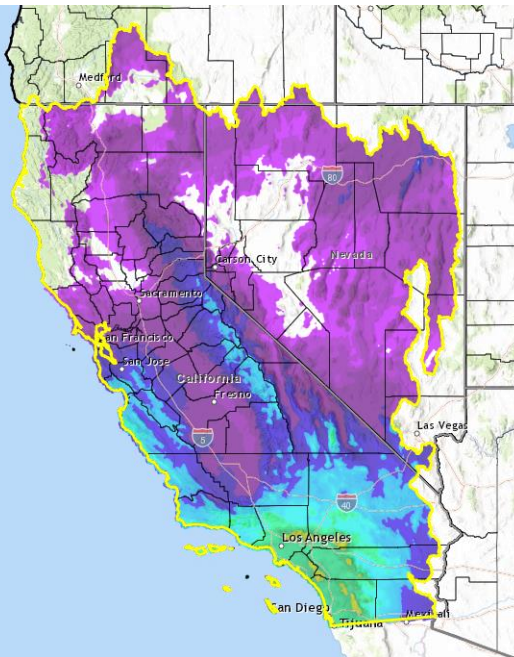 Medford
80
Carson City
Nevada
Sacramento
San Francisco
San Jose
California
Fresno
5
Las Vegas
40
Los Angeles
San Diego
Mexicali
Tijuana